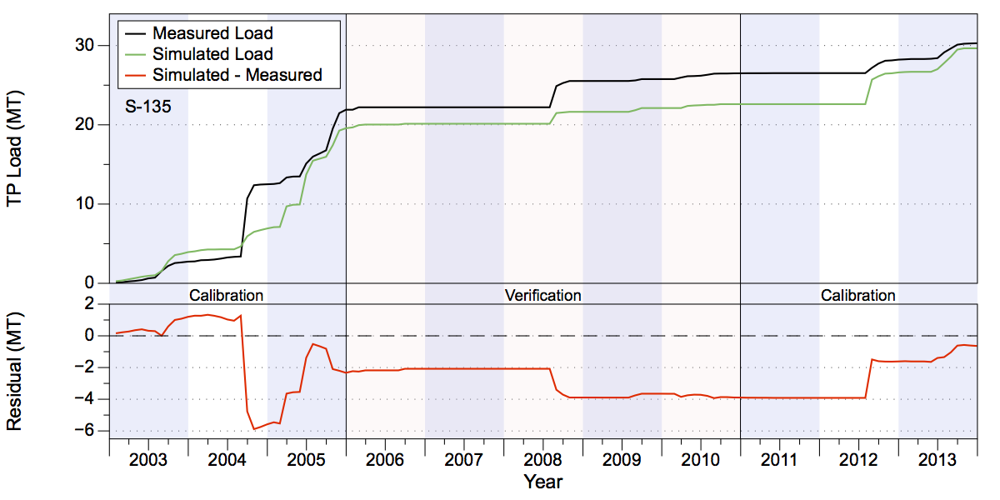 Measured Load
Simulated Load
Simulated - Measured
S-135
TP Load (MT)
30
20
10
0
Calibration
Verification
Calibration
Residual (MT)
2
0
−2
−4
−6
2003 2004 2005 2006 2007 2008 2009 2010 2011 2012 2013
Year